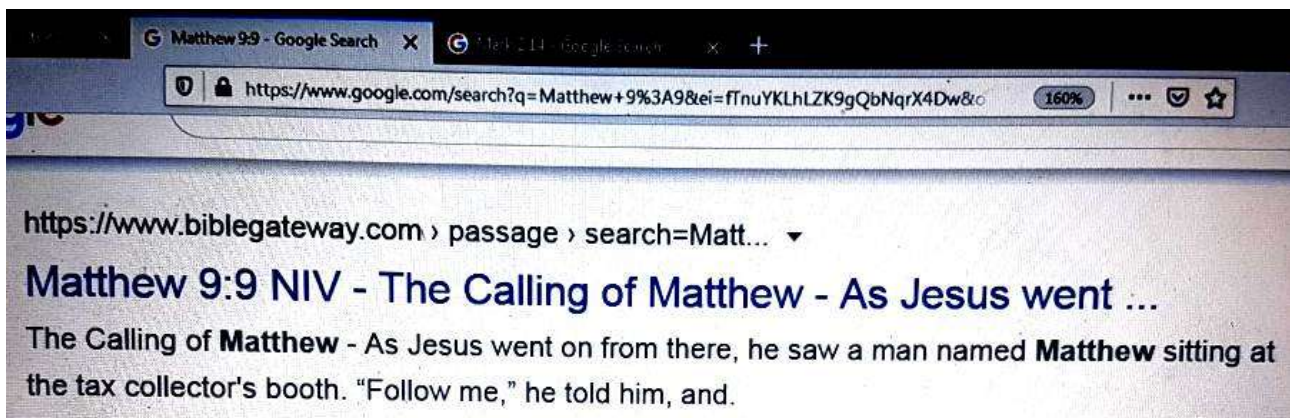 Matthew 9:9 - Google Search
https://www.google.com/search?q=Matthew+9%3A9&ei=fTnuYKLhLZK9gQbNqrX4Dw&
160%
https://www.biblegateway.com › passage › search=Matt...
Matthew 9:9 NIV - The Calling of Matthew - As Jesus went ...
The Calling of Matthew - As Jesus went on from there, he saw a man named Matthew sitting at
the tax collector's booth. “Follow me,” he told him, and.